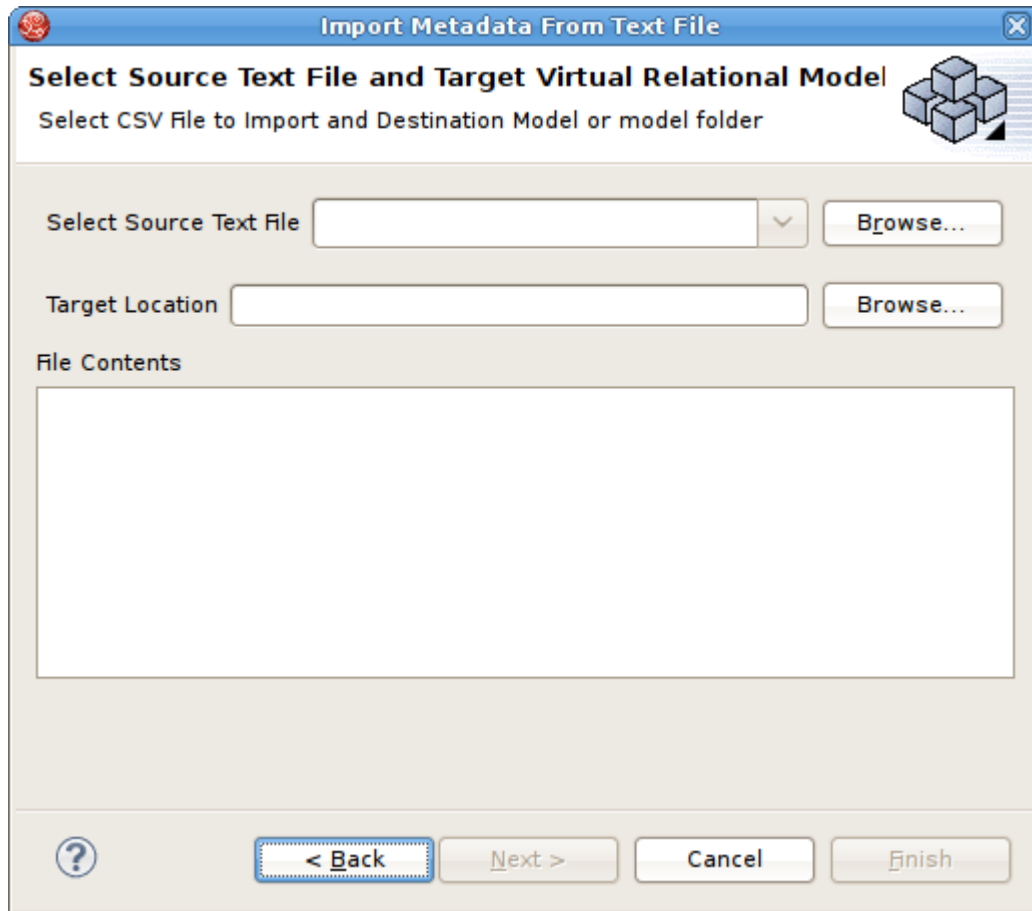 Import Metadata From Text File
Select Source Text File and Target Virtual Relational Model
Select CSV File to Import and Destination Model or model folder
Select Source Text File Browse...
Target Location Browse...
File Contents
? < Back Next > Cancel Finish